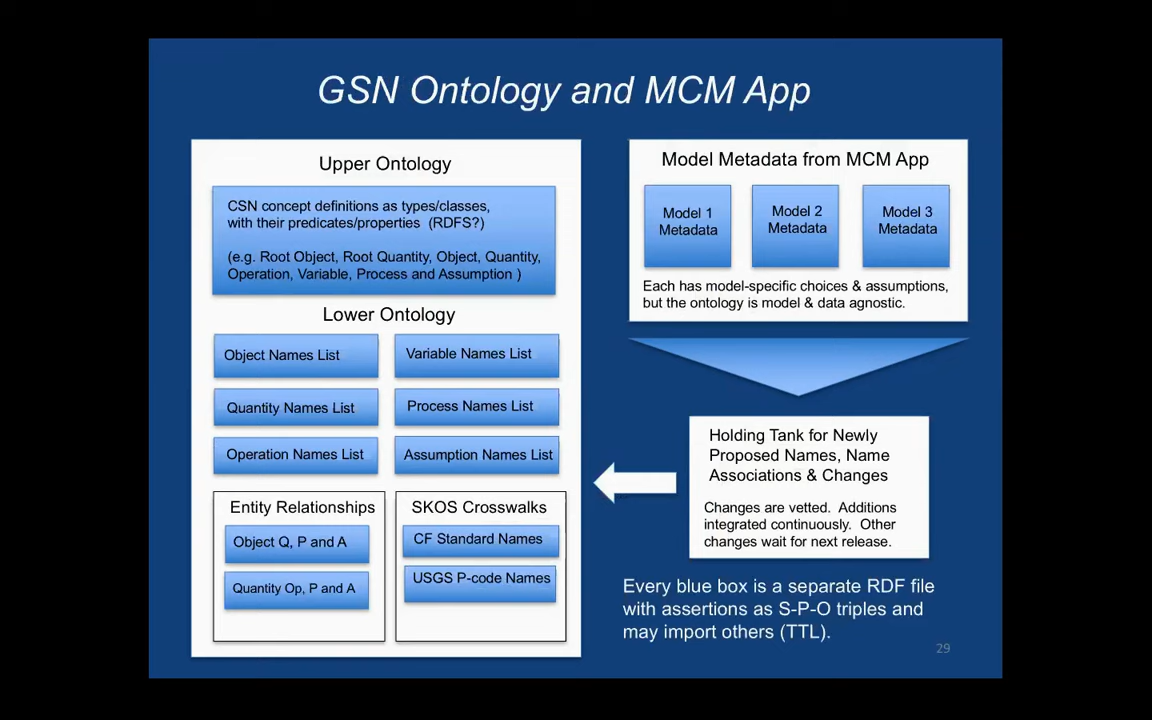 GSN Ontology and MCM App
Upper Ontology
CSN concept definitions as types/classes,
with their predicates/properties (RDFS?)
(e.g. Root Object, Root Quantity, Object, Quantity,
Operation, Variable, Process and Assumption )
Lower Ontology
Object Names List
Variable Names List
Quantity Names List
Process Names List
Operation Names List
Assumption Names List
Entity Relationships
Object Q, P and A
Quantity Op, P and A
SKOS Crosswalks
CF Standard Names
USGS P-code Names
Model Metadata from MCM App
Model 1
Metadata
Model 2
Metadata
Model 3
Metadata
Each has model-specific choices & assumptions,
but the ontology is model & data agnostic.
Holding Tank for Newly
Proposed Names, Name
Associations & Changes
Changes are vetted. Additions
integrated continuously. Other
changes wait for next release.
Every blue box is a separate RDF file
with assertions as S-P-O triples and
may import others (TTL).
29